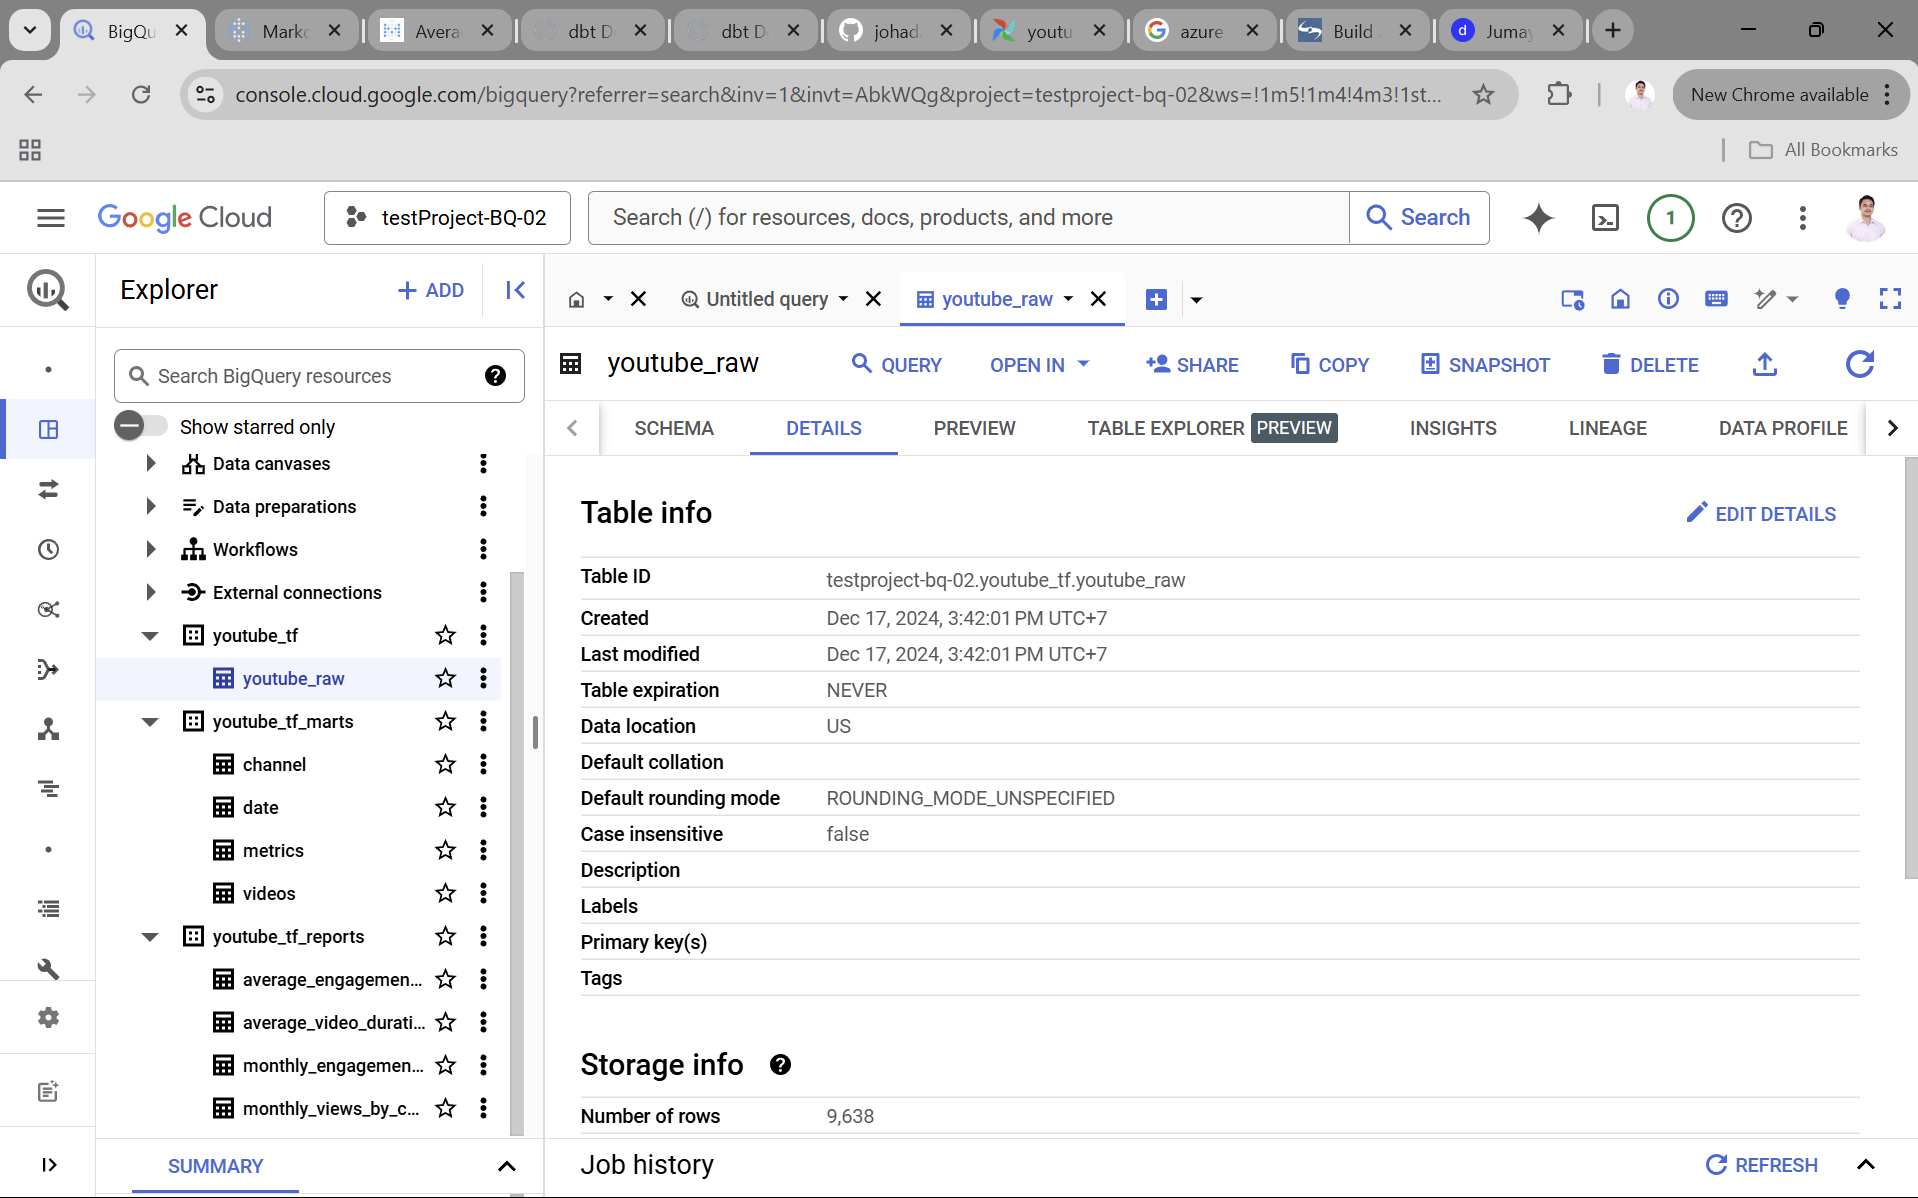 BigQu
Marko
Avera
dbt D
dbt D
johad
youtu
azure
Build
Jumay
console.cloud.google.com/bigquery?referrer=search&inv=1&invt=AbkWQg&project=testproject-bq-02&ws=!1m5!1m4!4m3!1st...
New Chrome available
All Bookmarks
Google Cloud
testProject-BQ-02
Search (/) for resources, docs, products, and more
Search
1
Explorer
ADD
Untitled query
youtube_raw
Search BigQuery resources
youtube_raw
QUERY
OPEN IN
SHARE
COPY
SNAPSHOT
DELETE
Show starred only
SCHEMA
DETAILS
PREVIEW
TABLE EXPLORER PREVIEW
INSIGHTS
LINEAGE
DATA PROFILE
Data canvases
Data preparations
Workflows
External connections
youtube_tf
youtube_raw
youtube_tf_marts
channel
date
metrics
videos
youtube_tf_reports
average_engagemen...
average_video_durati...
monthly_engagemen...
monthly_views_by_c...
SUMMARY
Table info
EDIT DETAILS
Table ID testproject-bq-02.youtube_tf.youtube_raw
Created Dec 17, 2024, 3:42:01 PM UTC+7
Last modified Dec 17, 2024, 3:42:01 PM UTC+7
Table expiration NEVER
Data location US
Default collation
Default rounding mode ROUNDING_MODE_UNSPECIFIED
Case insensitive false
Description
Labels
Primary key(s)
Tags
Storage info
Number of rows 9,638
Job history
REFRESH